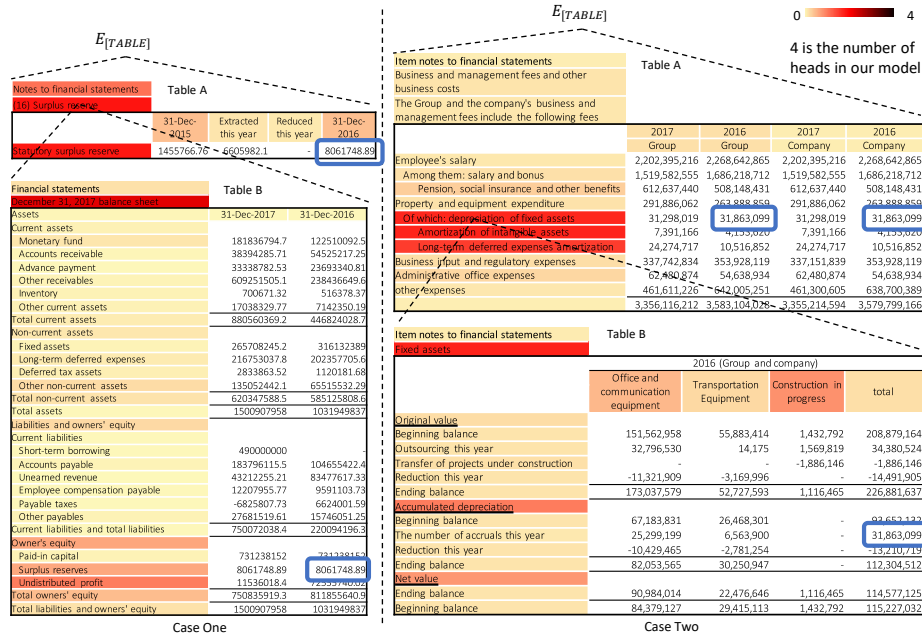 E[TABLE]
Notes to financial statements
Table A
(16) Surplus reserve
31-Dec-2015 Extracted this year Reduced this year 31-Dec-2016
Statutory surplus reserve 1455766.76 6605982.1 - 8061748.89
Financial statements
Table B
December 31, 2017 balance sheet
Assets 31-Dec-2017 31-Dec-2016
Current assets
Monetary fund 181836794.7 122510092.5
Accounts receivable 38394285.71 54525217.25
Advance payment 33338782.53 23693340.81
Other receivables 609251505.1 238436649.6
Inventory 700671.32 516378.37
Other current assets 17038329.77 7142350.19
Total current assets 880560369.2 446824028.7
Non-current assets
Fixed assets 265708245.2 316132389
Long-term deferred expenses 216753037.8 202357705.6
Deferred tax assets 2833863.52 1120181.68
Other non-current assets 135052442.1 65515532.29
Total non-current assets 620347588.5 585125808.6
Total assets 1500907958 1031949837
Liabilities and owners' equity
Current liabilities
Short-term borrowing 490000000 -
Accounts payable 183796115.5 104655422.4
Unearned revenue 43212255.21 83477617.33
Employee compensation payable 12207955.77 9591103.73
Payable taxes -6825807.73 6624001.59
Other payables 27681519.61 15746051.25
Current liabilities and total liabilities 750072038.4 220094196.3
Owner's equity
Paid-in capital 731238152 731238152
Surplus reserves 8061748.89 8061748.89
Undistributed profit 11536018.4
Total owners' equity 750835919.3 811855640.9
Total liabilities and owners' equity 1500907958 1031949837
Case One
E[TABLE]
0 4
4 is the number of
heads in our model
Item notes to financial statements
Table A
Business and management fees and other
business costs
The Group and the company's business and
management fees include the following fees
2017 2016 2017 2016
Group Group Company Company
Employee's salary 2,202,395,216 2,268,642,865 2,202,395,216 2,268,642,865
Among them: salary and bonus 1,519,582,555 1,686,218,712 1,519,582,555 1,686,218,712
Pension, social insurance and other benefits 612,637,440 508,148,431 612,637,440 508,148,431
Property and equipment expenditure 291,886,062 263,888,859 291,886,062 263,888,859
Of which: depreciation of fixed assets 31,298,019 31,863,099 31,298,019 31,863,099
Amortization of intangible assets 7,391,166 4,153,620 7,391,166 4,153,620
Long-term deferred expenses amortization 24,274,717 10,516,852 24,274,717 10,516,852
Business input and regulatory expenses 337,742,834 353,928,119 337,151,839 353,928,119
Administrative office expenses 62,480,874 54,638,934 62,480,874 54,638,934
other expenses 461,611,226 642,005,251 461,300,605 638,700,389
3,356,116,212 3,583,104,028 3,355,214,594 3,579,799,166
Item notes to financial statements
Table B
Fixed assets
2016 (Group and company)
Office and communication equipment Transportation Equipment Construction in progress total
Original value
Beginning balance 151,562,958 55,883,414 1,432,792 208,879,164
Outsourcing this year 32,796,530 14,175 1,569,819 34,380,524
Transfer of projects under construction - - -1,886,146 -1,886,146
Reduction this year -11,321,909 -3,169,996 - -14,491,905
Ending balance 173,037,579 52,727,593 1,116,465 226,881,637
Accumulated depreciation
Beginning balance 67,183,831 26,468,301 - 93,652,132
The number of accruals this year 25,299,199 6,563,900 - 31,863,099
Reduction this year -10,429,465 -2,781,254 - -13,210,719
Ending balance 82,053,565 30,250,947 - 112,304,512
Net value
Ending balance 90,984,014 22,476,646 1,116,465 114,577,125
Beginning balance 84,379,127 29,415,113 1,432,792 115,227,032
Case Two